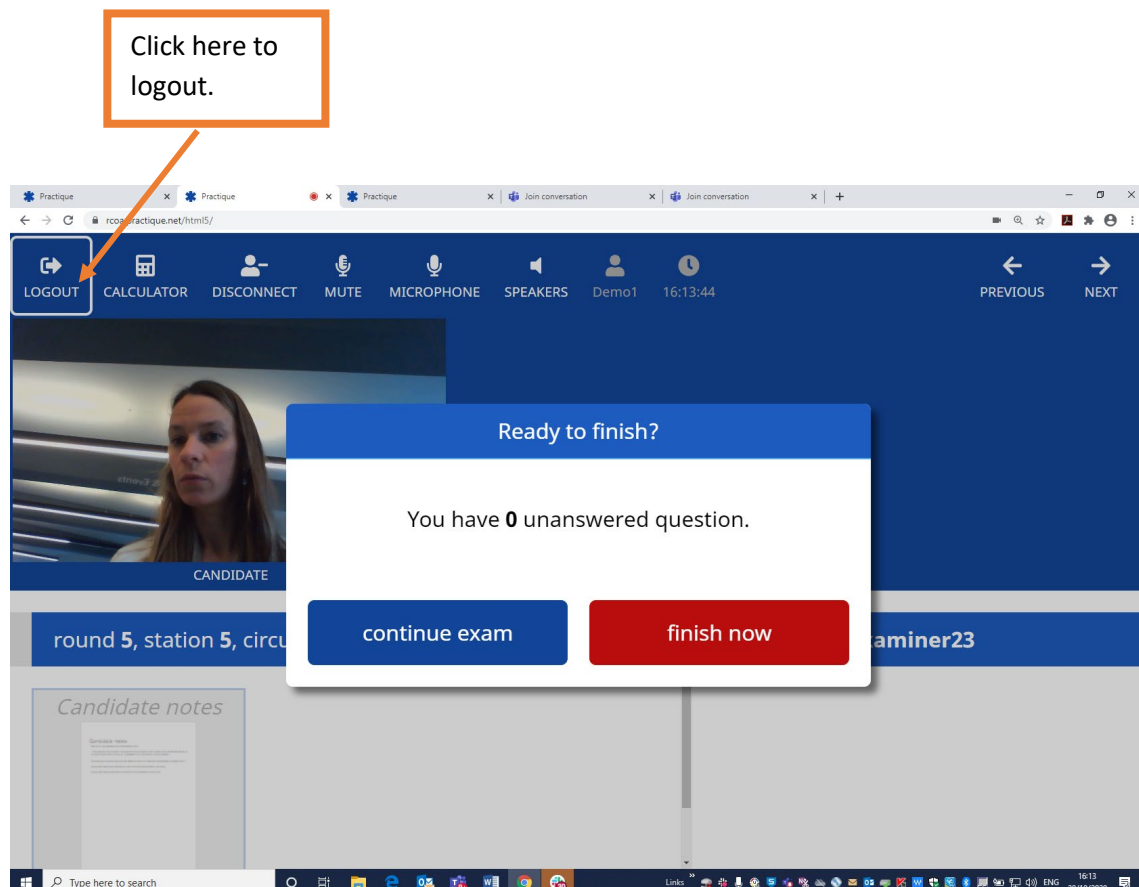 Click here to
logout.
Practique
Practique
Practique
Join conversation
Join conversation
LOGOUT
CALCULATOR
DISCONNECT
MUTE
MICROPHONE
SPEAKERS
Demo1
16:13:44
PREVIOUS
NEXT
Ready to finish?
You have 0 unanswered question.
CANDIDATE
continue exam
finish now
round 5, station 5, circu
aminer23
Candidate notes
Candidate notes
Type here to search
Links
ENG
16:13